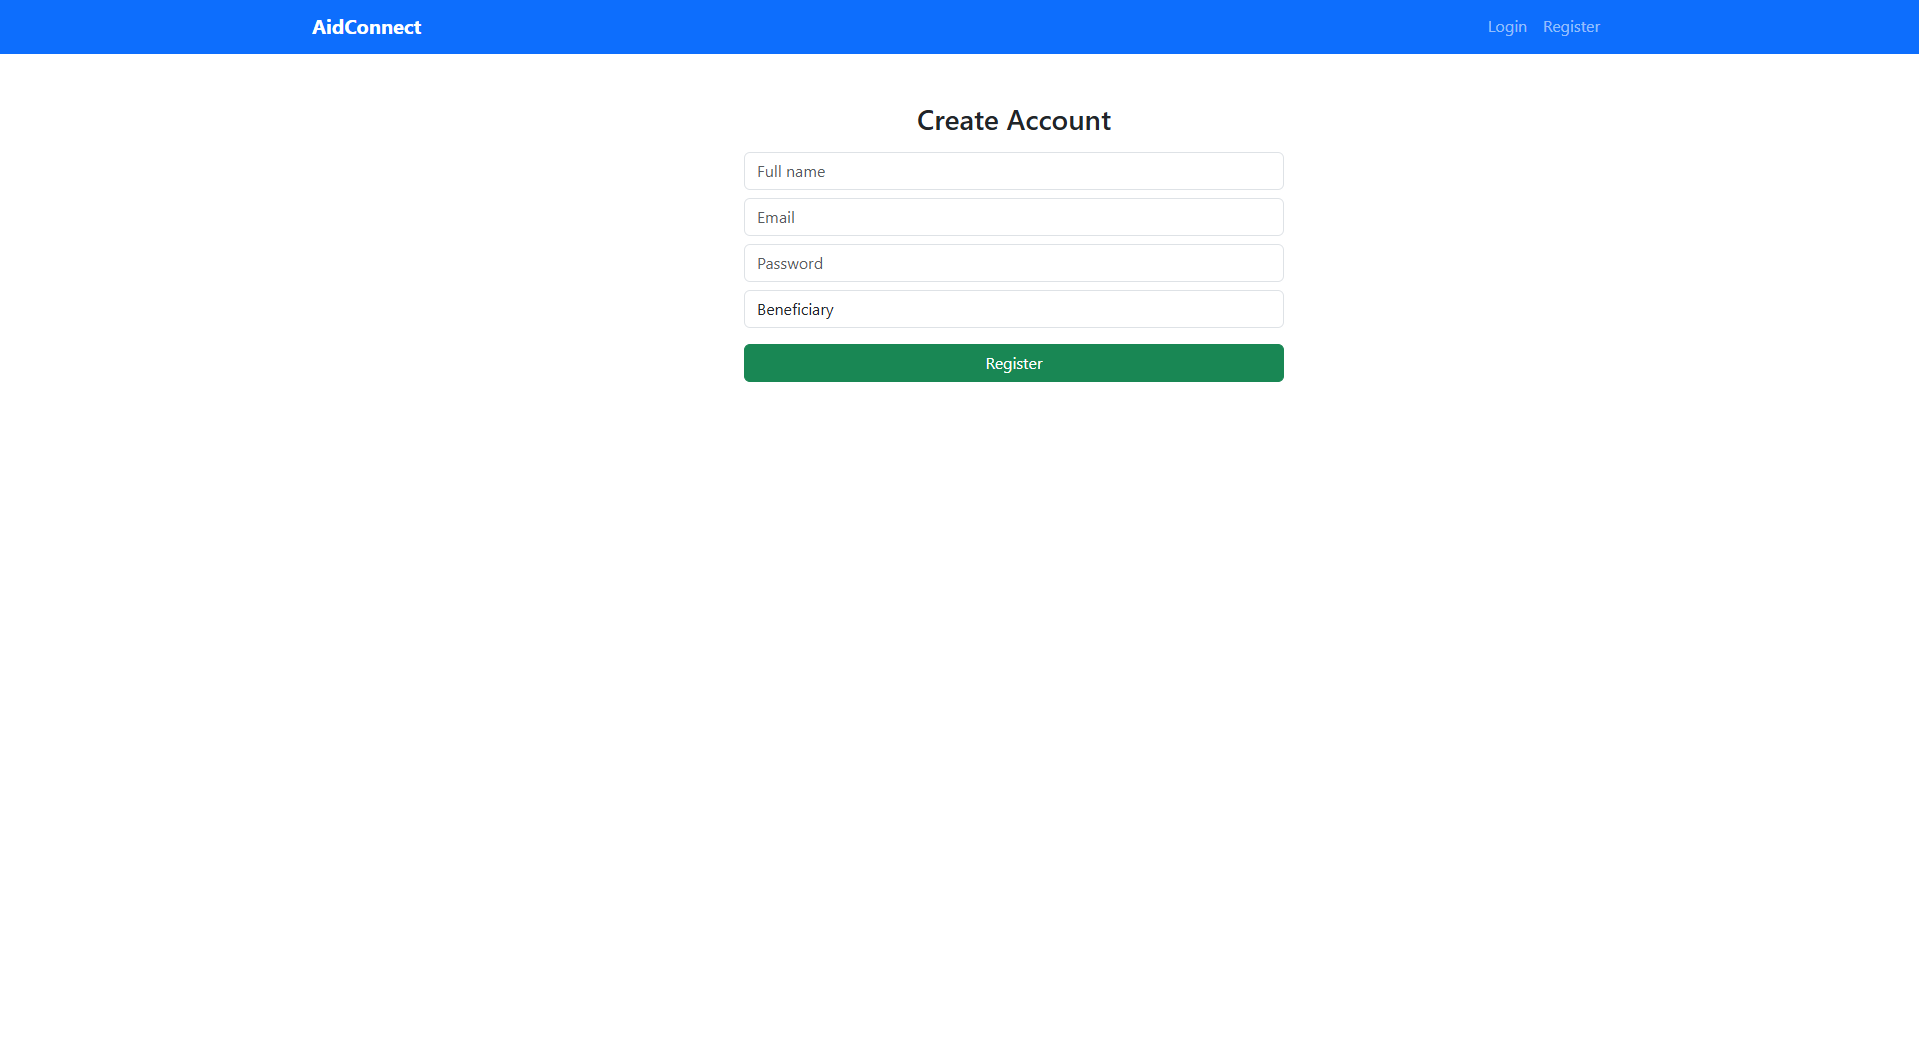 AidConnect
Login Register
Create Account
Full name
Email
Password
Beneficiary
Register